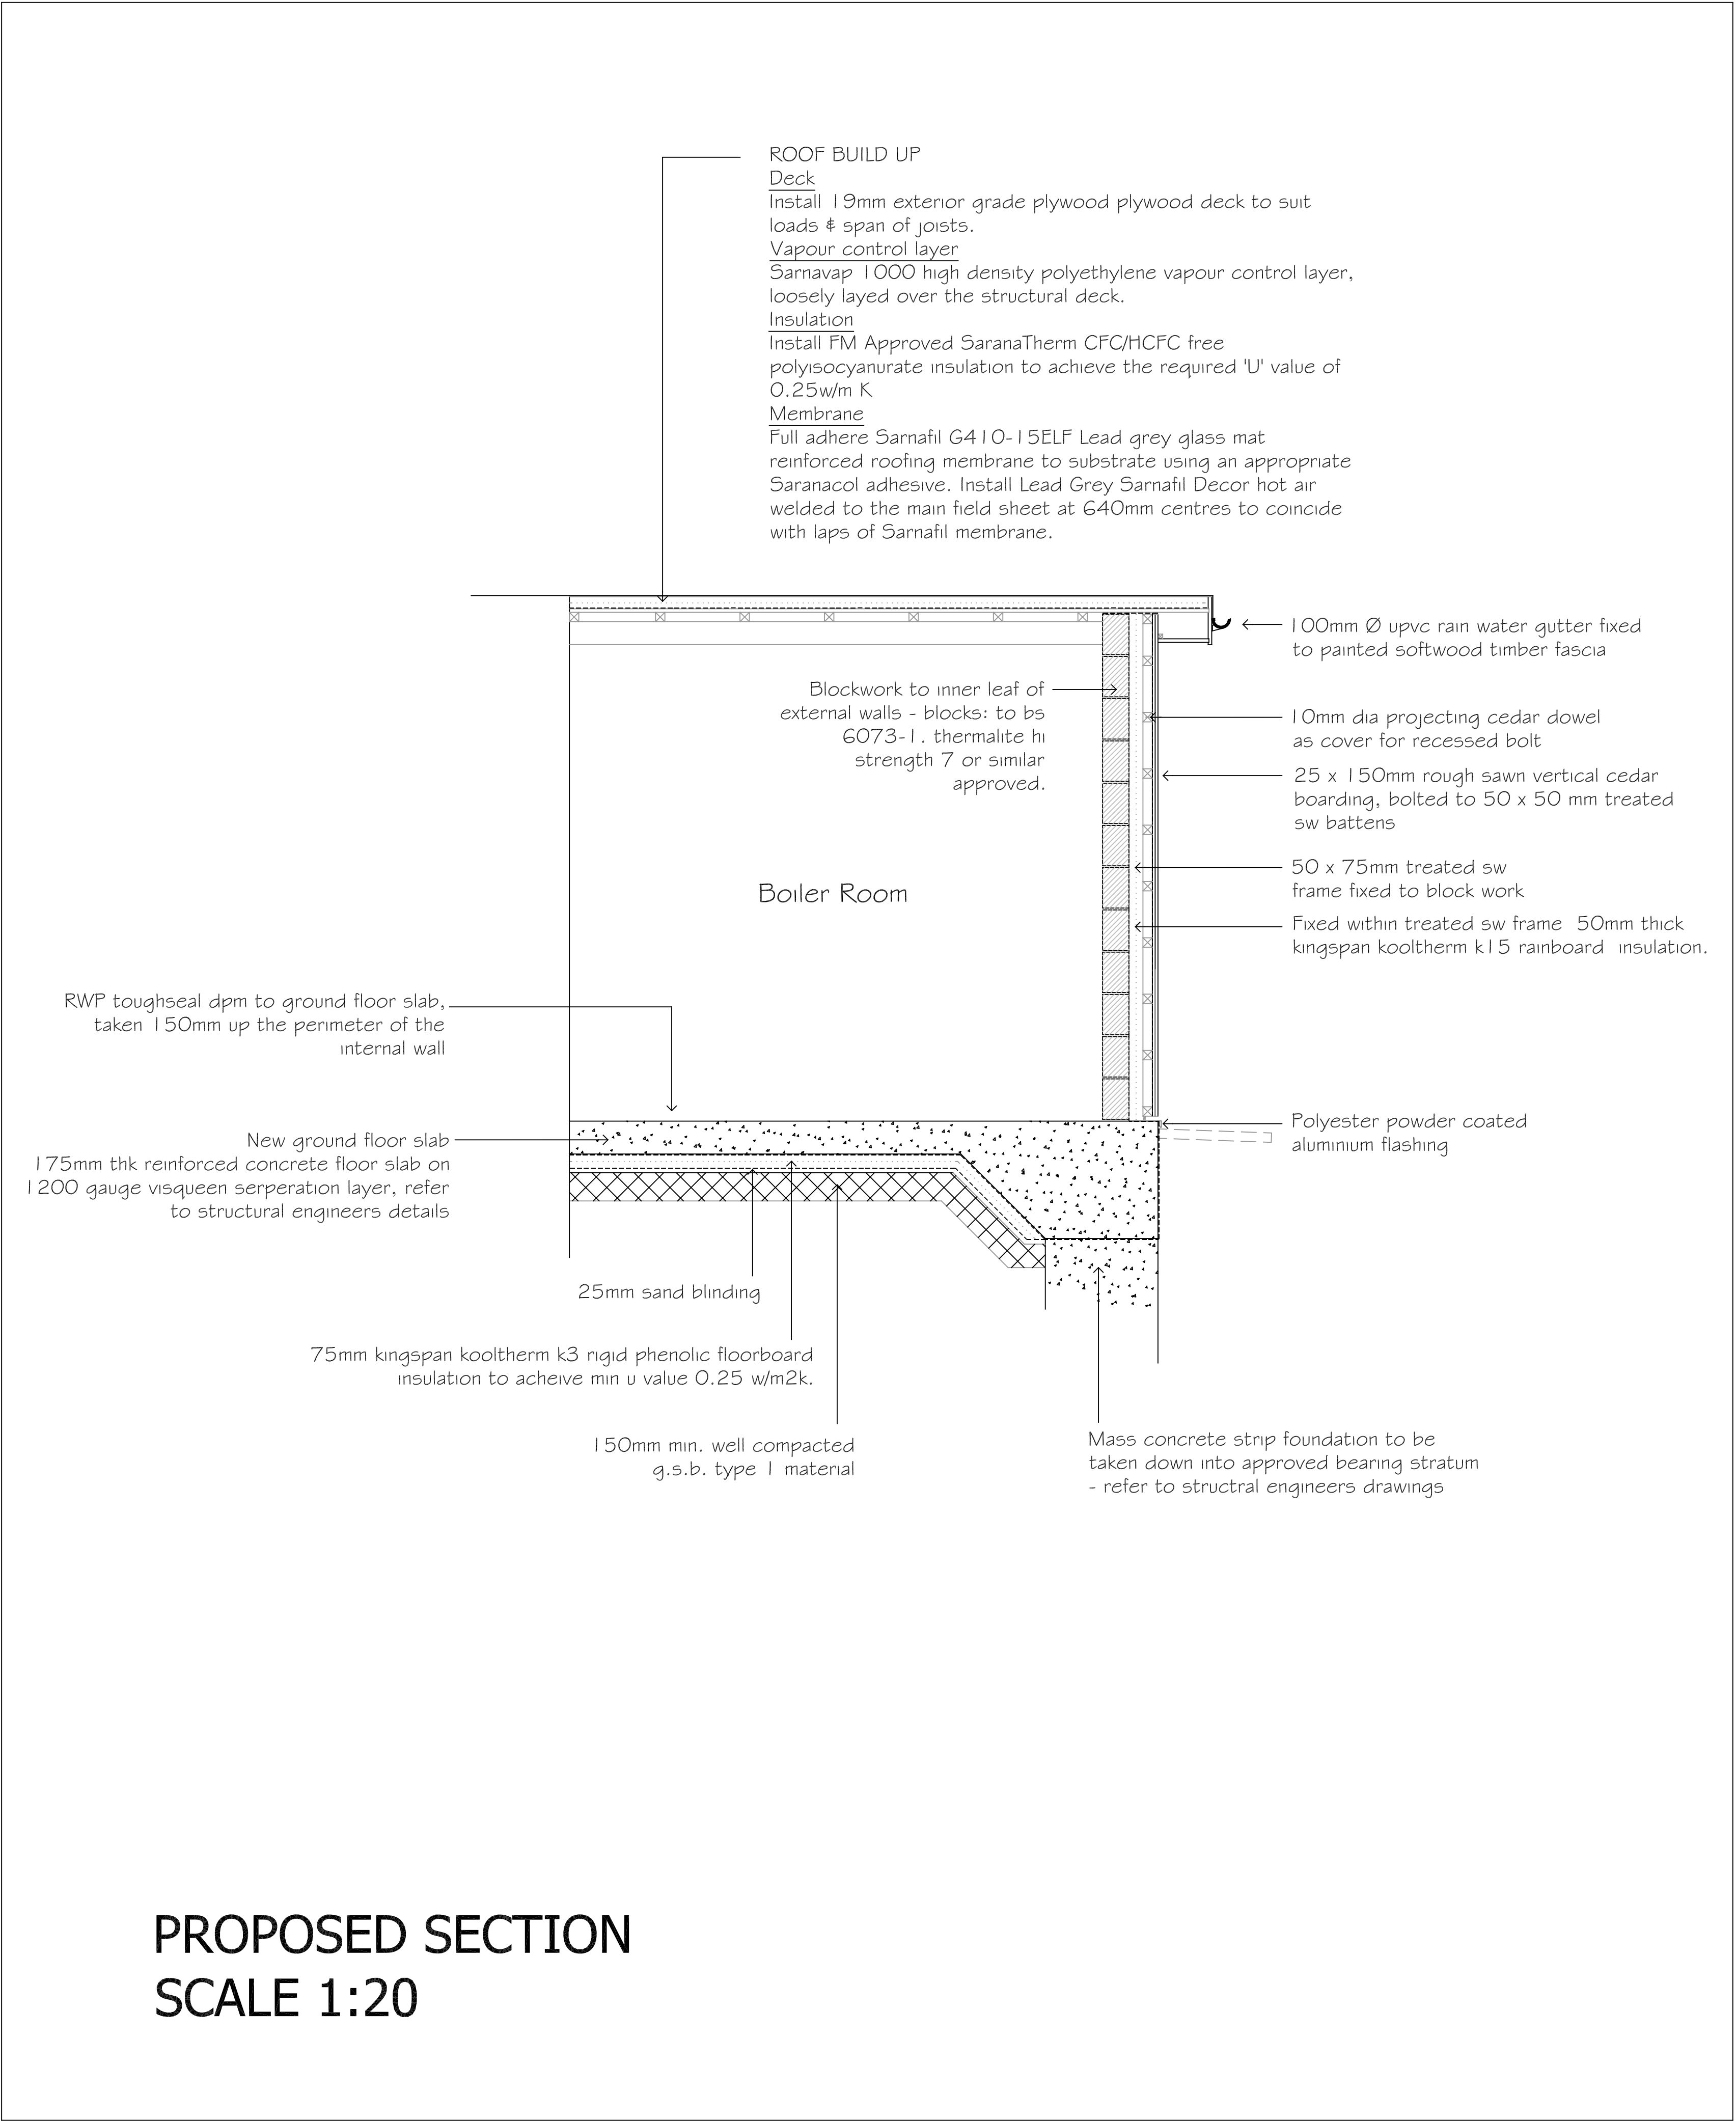 ROOF BUILD UP
Deck
Install 19mm exterior grade plywood plywood deck to suit
loads & span of joists.
Vapour control layer
Sarnavap 1000 high density polyethylene vapour control layer,
loosely layed over the structural deck.
Insulation
Install FM Approved SaranaTherm CFC/HCFC free
polyisocyanurate insulation to achieve the required 'U' value of
0.25w/m K
Membrane
Full adhere Sarnafil G410-15ELF Lead grey glass mat
reinforced roofing membrane to substrate using an appropriate
Saranacol adhesive. Install Lead Grey Sarnafil Decor hot air
welded to the main field sheet at 640mm centres to coincide
with laps of Sarnafil membrane.
100mm Ø upvc rain water gutter fixed
to painted softwood timber fascia
Blockwork to inner leaf of
external walls - blocks: to bs
6073-1. thermalite hi
strength 7 or similar
approved.
10mm dia projecting cedar dowel
as cover for recessed bolt
25 x 150mm rough sawn vertical cedar
boarding, bolted to 50 x 50 mm treated
sw battens
50 x 75mm treated sw
frame fixed to block work
Boiler Room
Fixed within treated sw frame 50mm thick
kingspan kooltherm k15 rainboard insulation.
RWP toughseal dpm to ground floor slab,
taken 150mm up the perimeter of the
internal wall
Polyester powder coated
aluminium flashing
New ground floor slab
175mm thk reinforced concrete floor slab on
1200 gauge visqueen serperation layer, refer
to structural engineers details
25mm sand blinding
75mm kingspan kooltherm k3 rigid phenolic floorboard
insulation to acheive min u value 0.25 w/m2k.
150mm min. well compacted
g.s.b. type 1 material
Mass concrete strip foundation to be
taken down into approved bearing stratum
- refer to structral engineers drawings
PROPOSED SECTION
SCALE 1:20